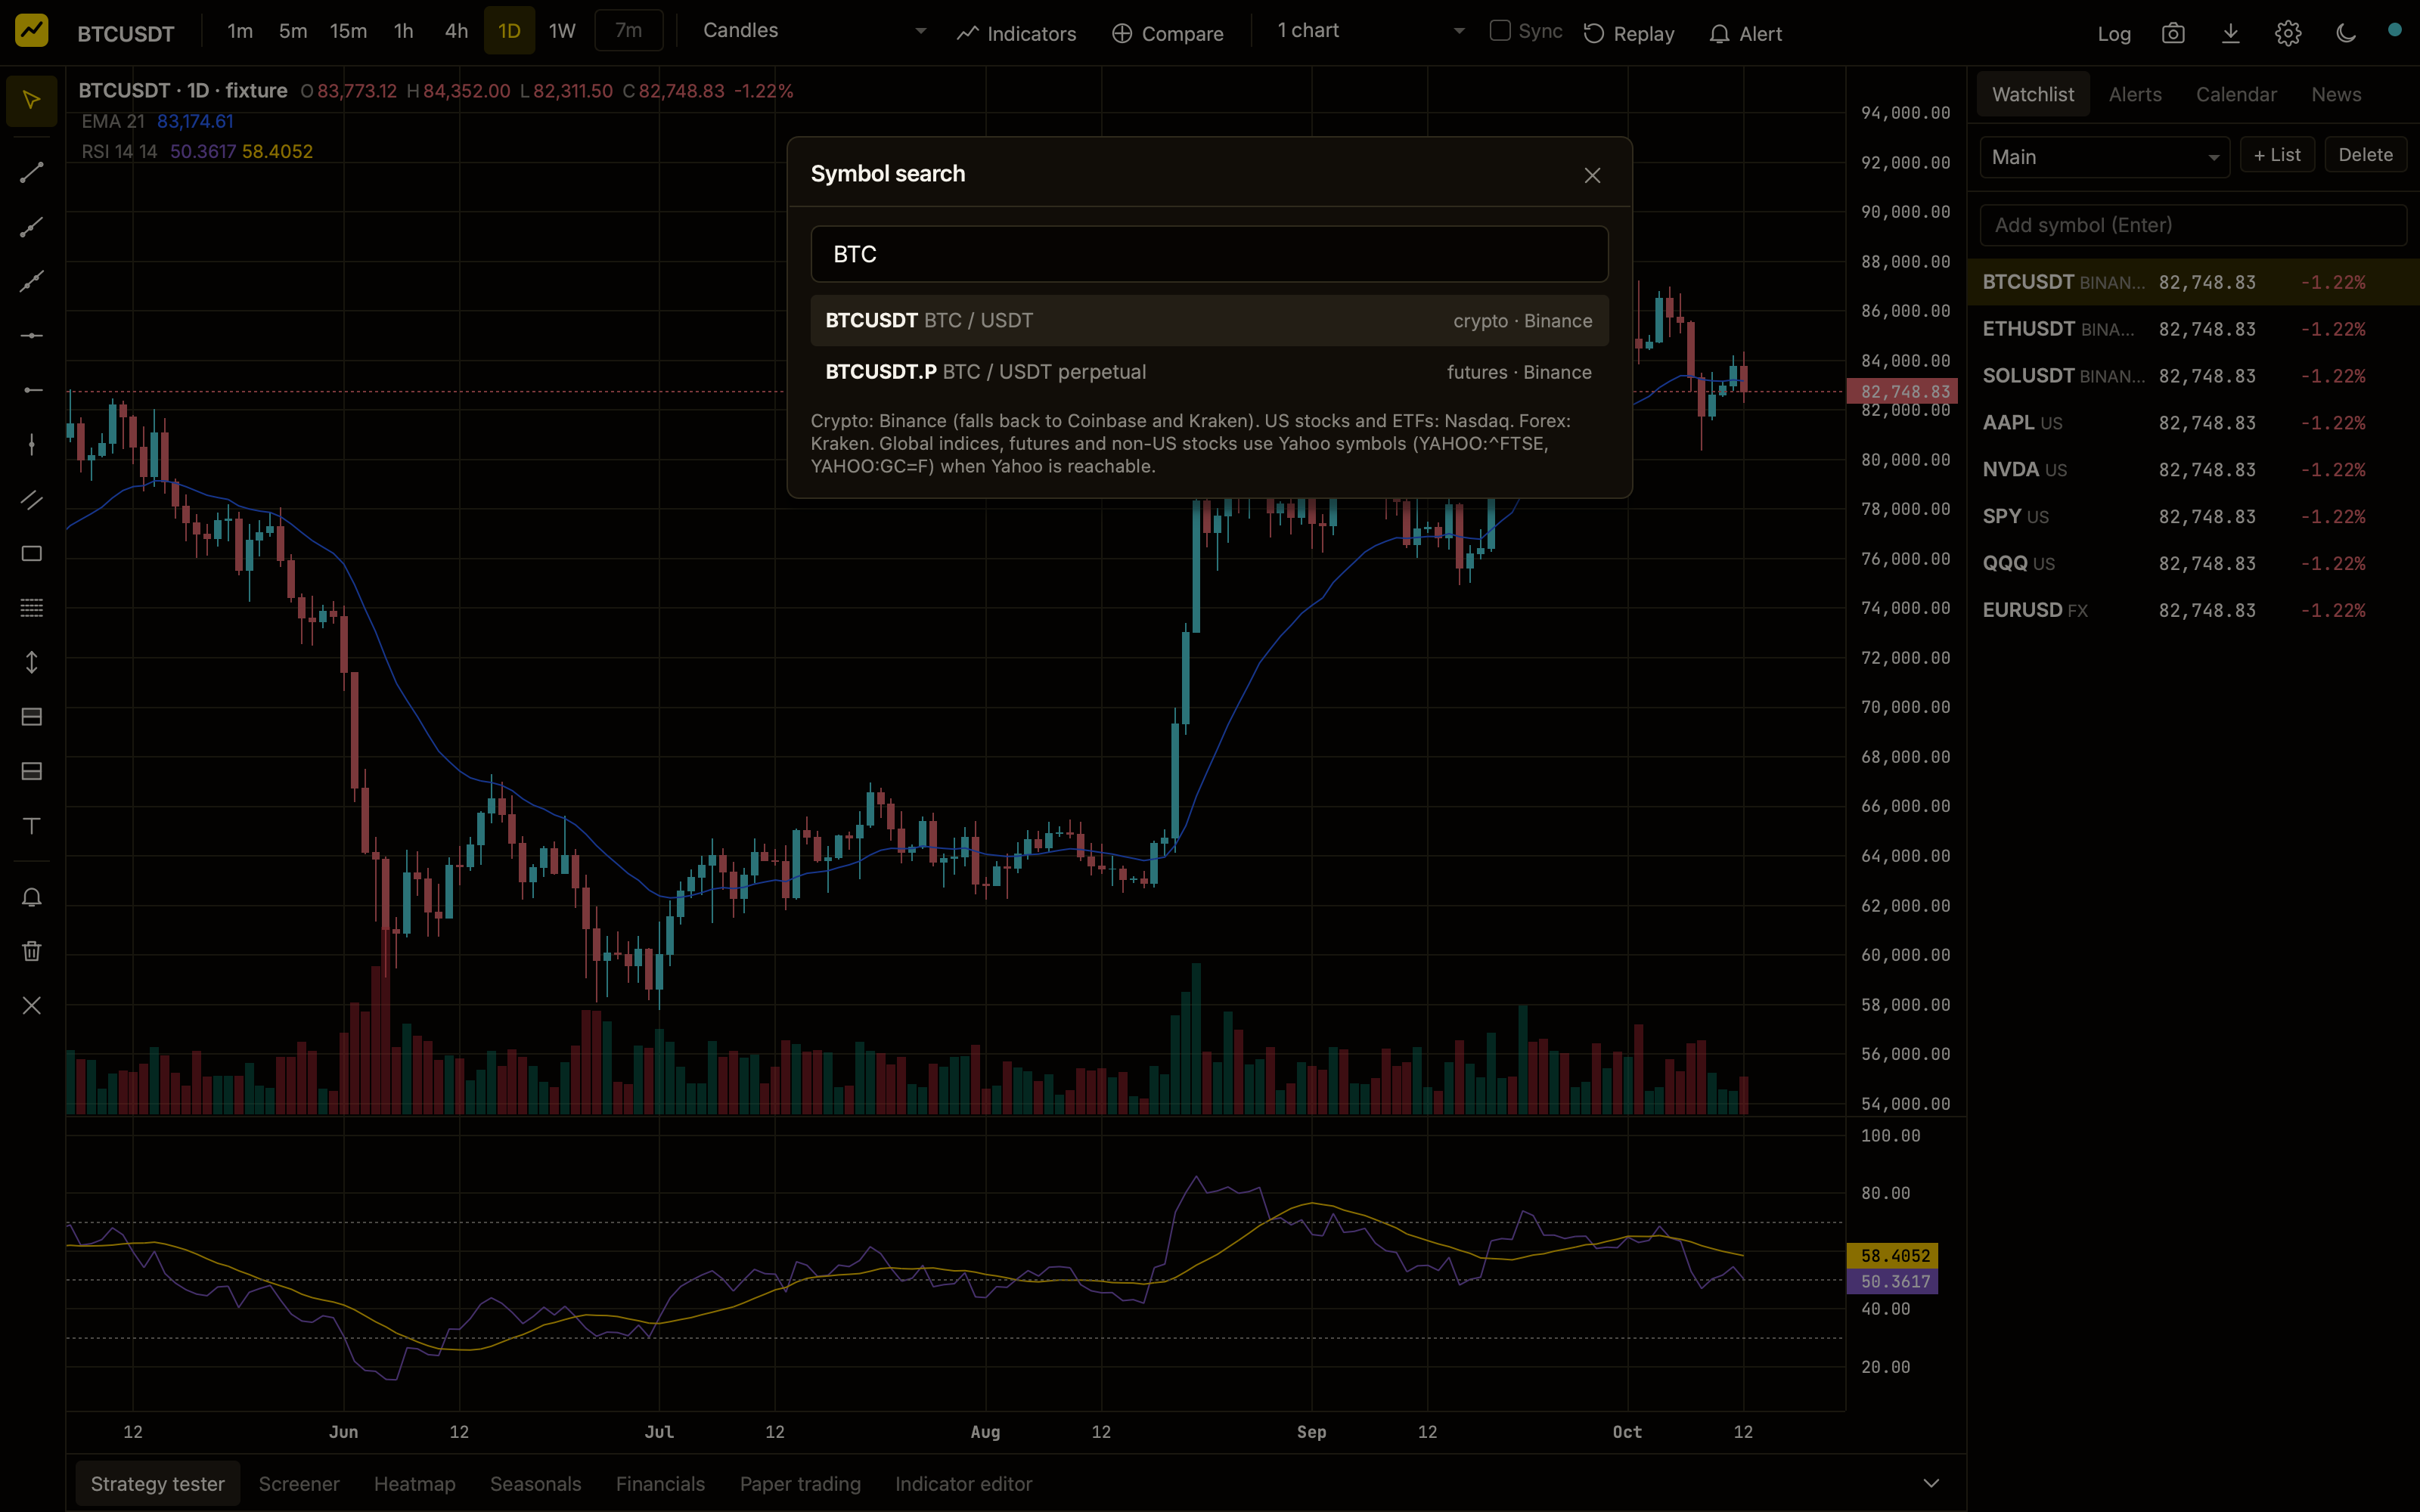 BTCUSDT 1m 5m 15m 1h 4h 1D 1W 7m Candles Indicators Compare 1 chart Sync Replay Alert Log
BTCUSDT · 1D · fixture O 83,773.12 H 84,352.00 L 82,311.50 C 82,748.83 -1.22%
EMA 21 83,174.61
RSI 14 14 50.3617 58.4052
Symbol search
BTC
BTCUSDT BTC / USDT crypto · Binance
BTCUSDT.P BTC / USDT perpetual futures · Binance
Crypto: Binance (falls back to Coinbase and Kraken). US stocks and ETFs: Nasdaq. Forex:
Kraken. Global indices, futures and non-US stocks use Yahoo symbols (YAHOO:^FTSE,
YAHOO:GC=F) when Yahoo is reachable.
94,000.00
92,000.00
90,000.00
88,000.00
86,000.00
84,000.00
82,748.83
82,000.00
80,000.00
78,000.00
76,000.00
74,000.00
72,000.00
70,000.00
68,000.00
66,000.00
64,000.00
62,000.00
60,000.00
58,000.00
56,000.00
54,000.00
100.00
80.00
58.4052
50.3617
40.00
20.00
12 Jun 12 Jul 12 Aug 12 Sep 12 Oct 12
Watchlist Alerts Calendar News
Main + List Delete
Add symbol (Enter)
BTCUSDT BINAN... 82,748.83 -1.22%
ETHUSDT BINA... 82,748.83 -1.22%
SOLUSDT BINAN... 82,748.83 -1.22%
AAPL US 82,748.83 -1.22%
NVDA US 82,748.83 -1.22%
SPY US 82,748.83 -1.22%
QQQ US 82,748.83 -1.22%
EURUSD FX 82,748.83 -1.22%
Strategy tester Screener Heatmap Seasonals Financials Paper trading Indicator editor